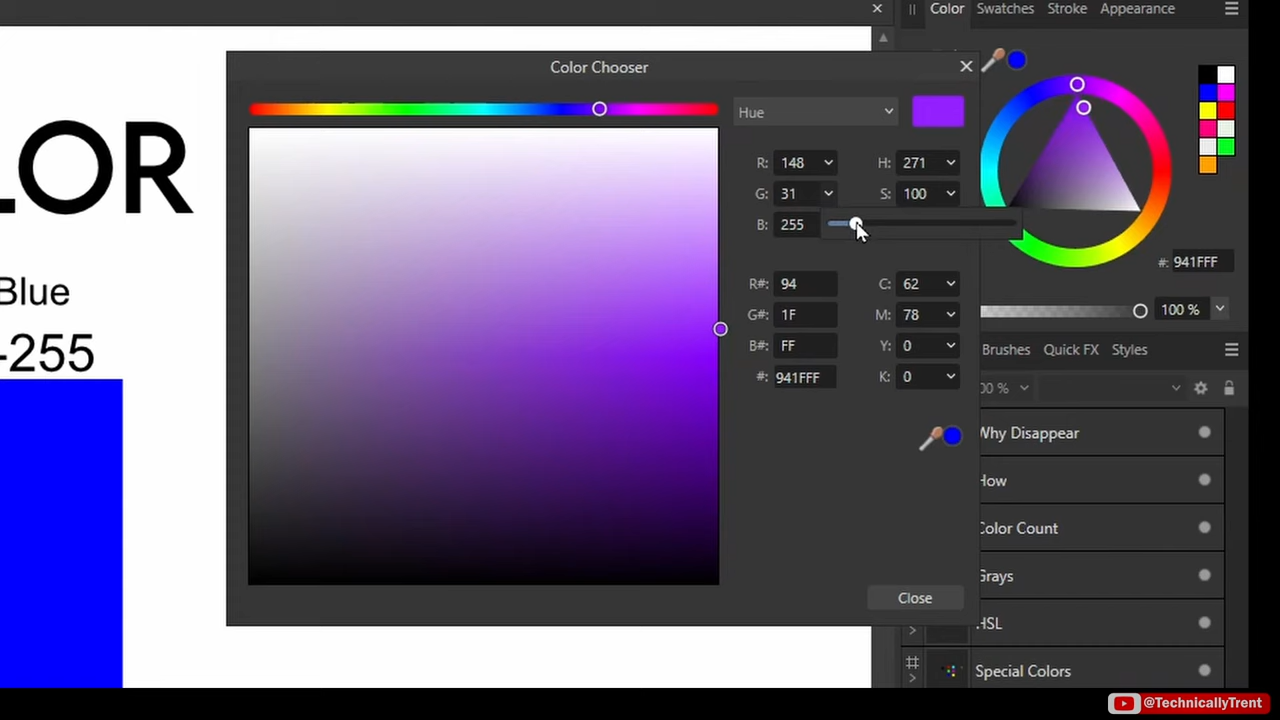 Color Swatches Stroke Appearance
Color Chooser
LOR
Blue
-255
Hue
R: 148 H: 271
G: 31 S: 100
B: 255
R#: 94 C: 62
G#: 1F M: 78
B#: FF Y: 0
#: 941FFF K: 0
Close
#: 941FFF
100 %
Brushes Quick FX Styles
00 %
Why Disappear
How
Color Count
Grays
HSL
Special Colors
@TechnicallyTrent